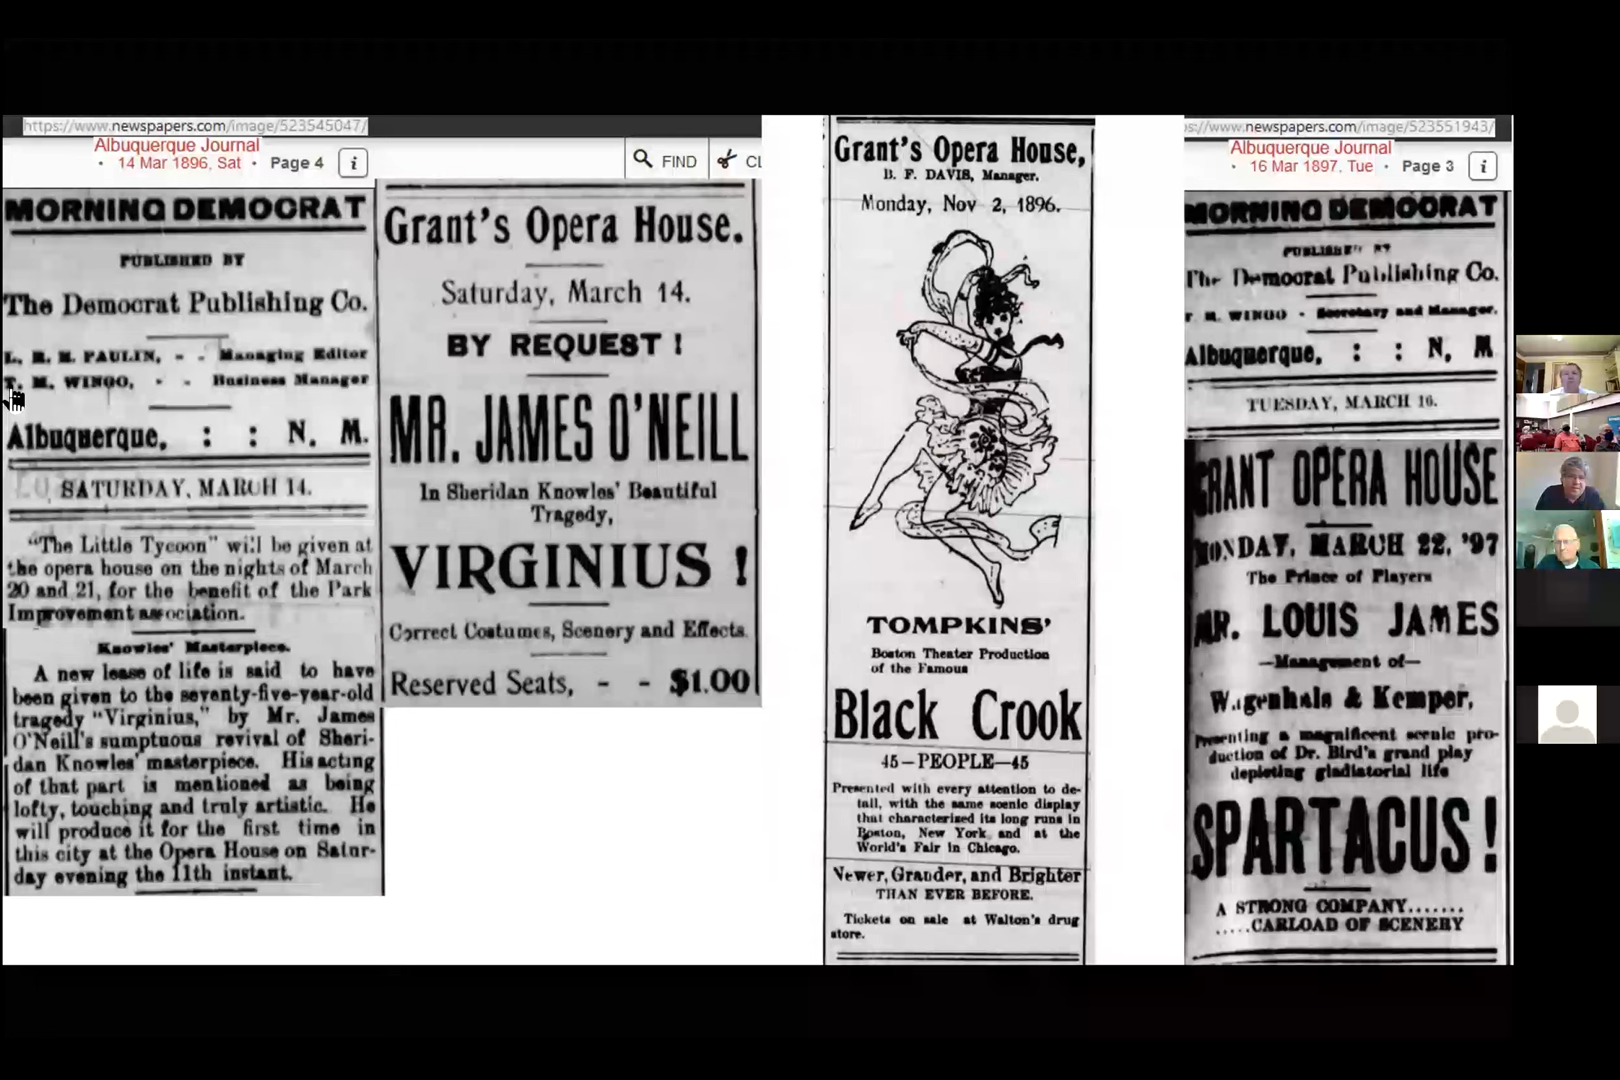 https://www.newspapers.com/image/523545047/
Albuquerque Journal
• 14 Mar 1896, Sat • Page 4 i
FIND
CL
MORNING DEMOCRAT
PUBLISHED BY
The Democrat Publishing Co.
L. R. M. PAULIN, - - Managing Editor
T. M. WINGO, - - Business Manager
Albuquerque, : : N. M.
SATURDAY, MARCH 14.
"The Little Tycoon" will be given at
the opera house on the nights of March
20 and 21, for the benefit of the Park
Improvement association.
Knowles' Masterpiece.
A new lease of life is said to have
been given to the seventy-five-year-old
tragedy "Virginius," by Mr. James
O'Neill's sumptuous revival of Sheri-
dan Knowles' masterpiece. His acting
of that part is mentioned as being
lofty, touching and truly artistic. He
will produce it for the first time in
this city at the Opera House on Satur-
day evening the 11th instant.
Grant's Opera House.
Saturday, March 14.
BY REQUEST !
MR. JAMES O'NEILL
In Sheridan Knowles' Beautiful
Tragedy,
VIRGINIUS !
Correct Costumes, Scenery and Effects.
Reserved Seats, - - $1.00
Grant's Opera House,
B. F. DAVIS, Manager.
Monday, Nov 2, 1896.
TOMPKINS'
Boston Theater Production
of the Famous
Black Crook
45—PEOPLE—45
Presented with every attention to de-
tail, with the same scenic display
that characterized its long runs in
Boston, New York and at the
World's Fair in Chicago.
Newer, Grander, and Brighter
THAN EVER BEFORE.
Tickets on sale at Walton's drug
store.
ps://www.newspapers.com/image/523551943/
Albuquerque Journal
• 16 Mar 1897, Tue • Page 3 i
MORNING DEMOCRAT
PUBLISHED BY
The Democrat Publishing Co.
T. M. WINGO - Secretary and Manager.
Albuquerque, : : N. M
TUESDAY, MARCH 16.
GRANT OPERA HOUSE
MONDAY, MARCH 22, '97
The Prince of Players
MR. LOUIS JAMES
—Management of—
Wagenhals & Kemper,
Presenting a magnificent scenic pro-
duction of Dr. Bird's grand play
depicting gladiatorial life
SPARTACUS !
A STRONG COMPANY.......
.....CARLOAD OF SCENERY